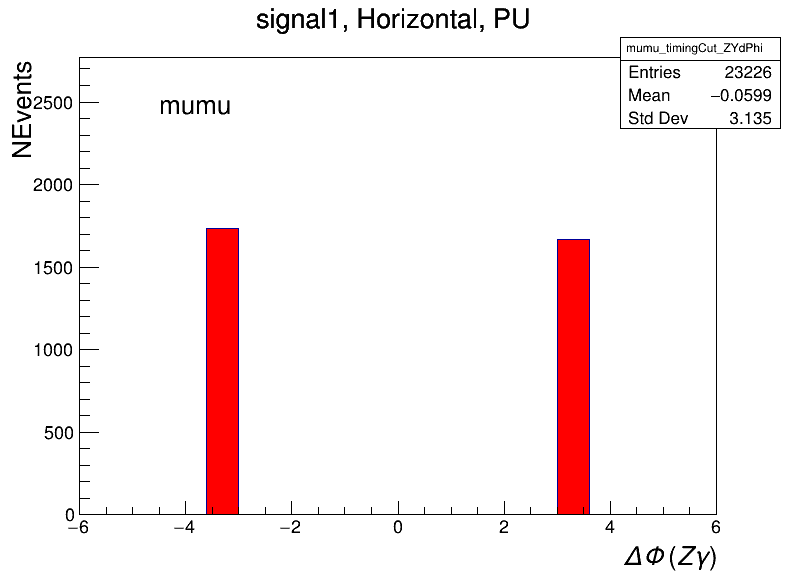 signal1, Horizontal, PU
mumu_timingCut_ZYdPhi
Entries 23226
Mean −0.0599
Std Dev 3.135
NEvents
mumu
2500
2000
1500
1000
500
0
−6 −4 −2 0 2 4 6
ΔΦ(Zγ)